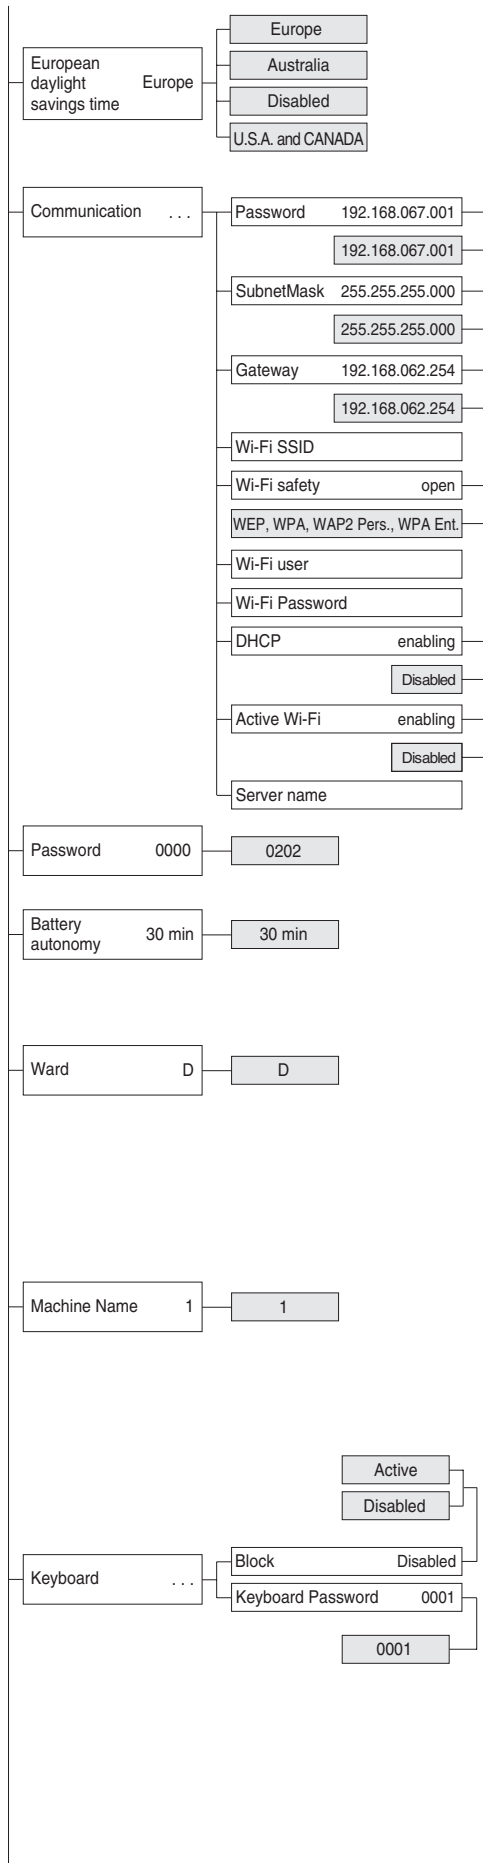 Europe
European
daylight
savings time
Europe
Australia
Disabled
U.S.A. and CANADA
Communication ...
Password 192.168.067.001
192.168.067.001
SubnetMask 255.255.255.000
255.255.255.000
Gateway 192.168.062.254
192.168.062.254
Wi-Fi SSID
Wi-Fi safety open
WEP, WPA, WAP2 Pers., WPA Ent.
Wi-Fi user
Wi-Fi Password
DHCP enabling
Disabled
Active Wi-Fi enabling
Disabled
Server name
Password 0000
0202
Battery
autonomy
30 min
30 min
Ward D
D
Machine Name 1
1
Active
Disabled
Keyboard ...
Block Disabled
Keyboard Password 0001
0001